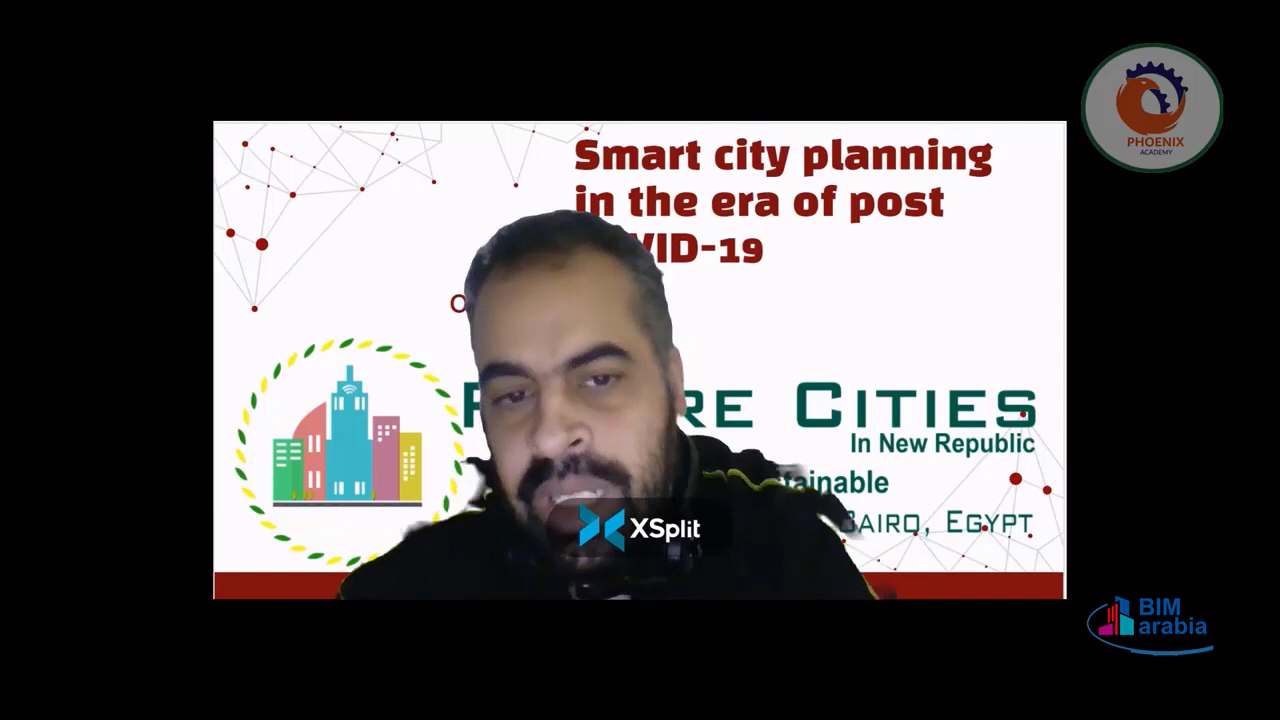 PHOENIX
ACADEMY
Smart city planning
in the era of post
VID-19
RE CITIES
In New Republic
tainable
CAIRO, EGYPT
XSplit
BIM
arabia